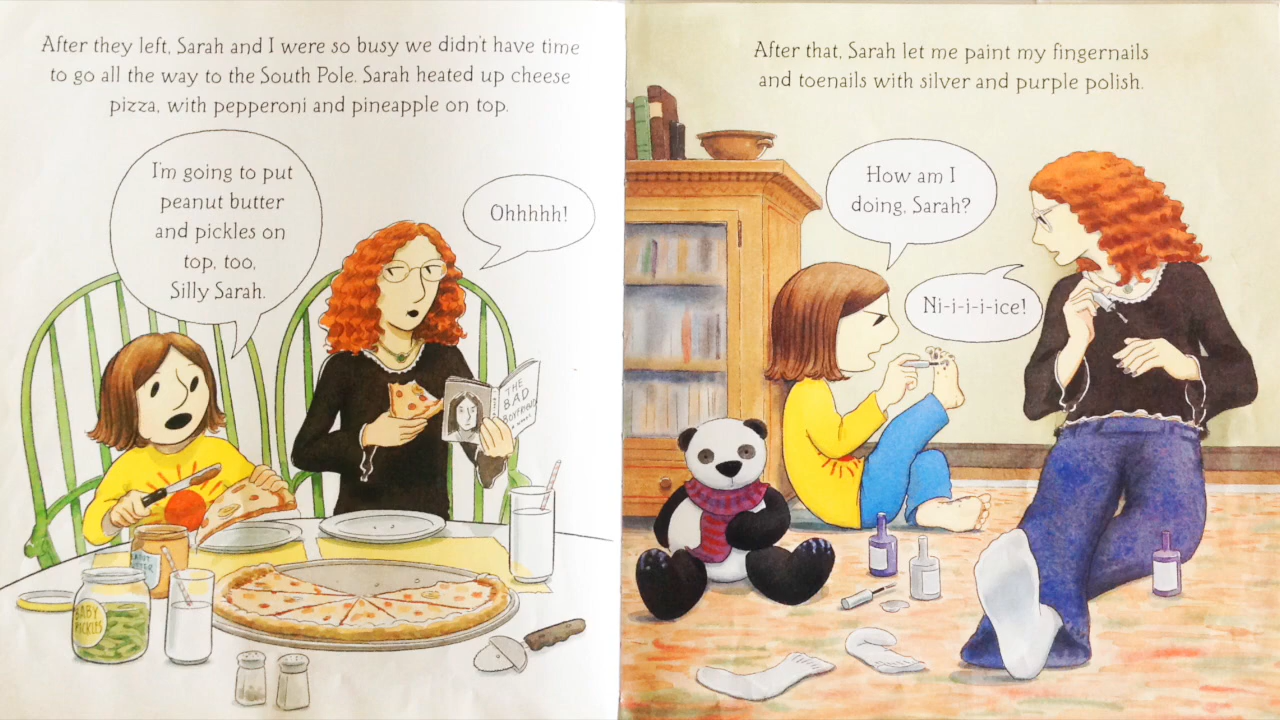 After they left, Sarah and I were so busy we didn't have time
to go all the way to the South Pole. Sarah heated up cheese
pizza, with pepperoni and pineapple on top.
I'm going to put
peanut butter
and pickles on
top, too,
Silly Sarah.
Ohhhhh!
THE
BAD
BOYFRIEND
BABY
PICKLES
After that, Sarah let me paint my fingernails
and toenails with silver and purple polish.
How am I
doing, Sarah?
Ni-i-i-i-ice!